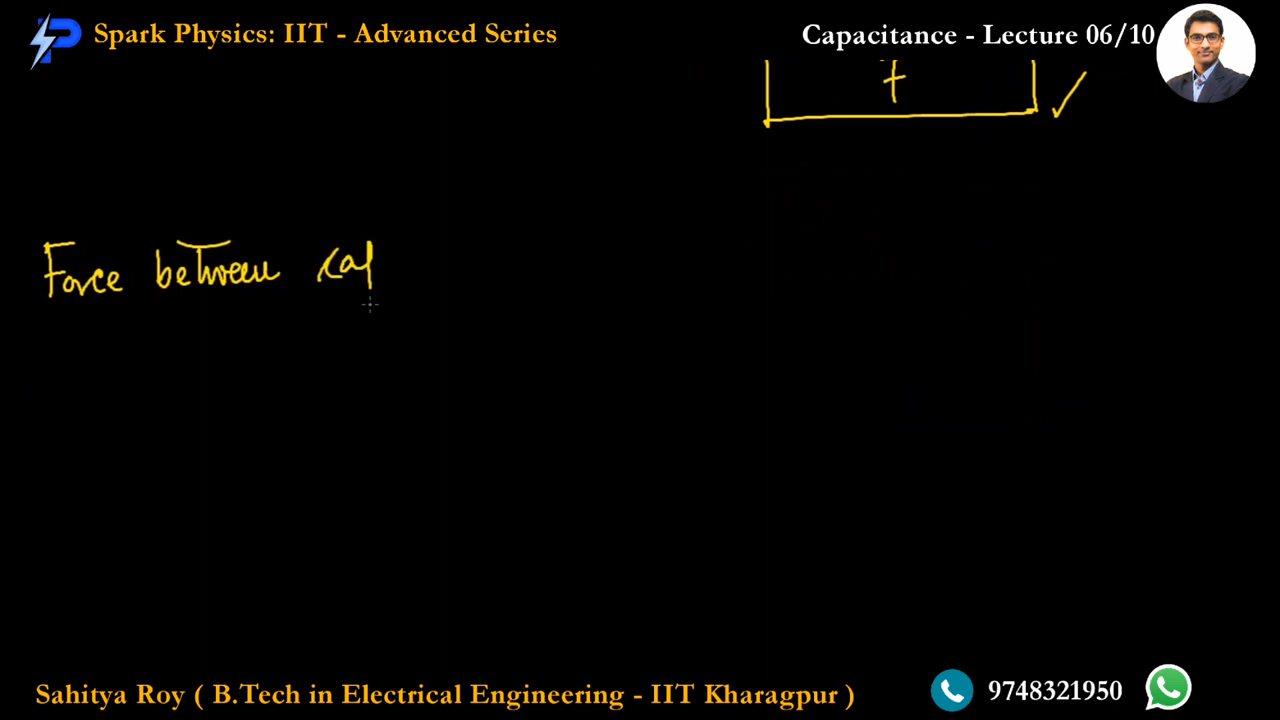 Spark Physics: IIT - Advanced Series
Capacitance - Lecture 06/10
Force between cap
Sahitya Roy ( B.Tech in Electrical Engineering - IIT Kharagpur )
9748321950